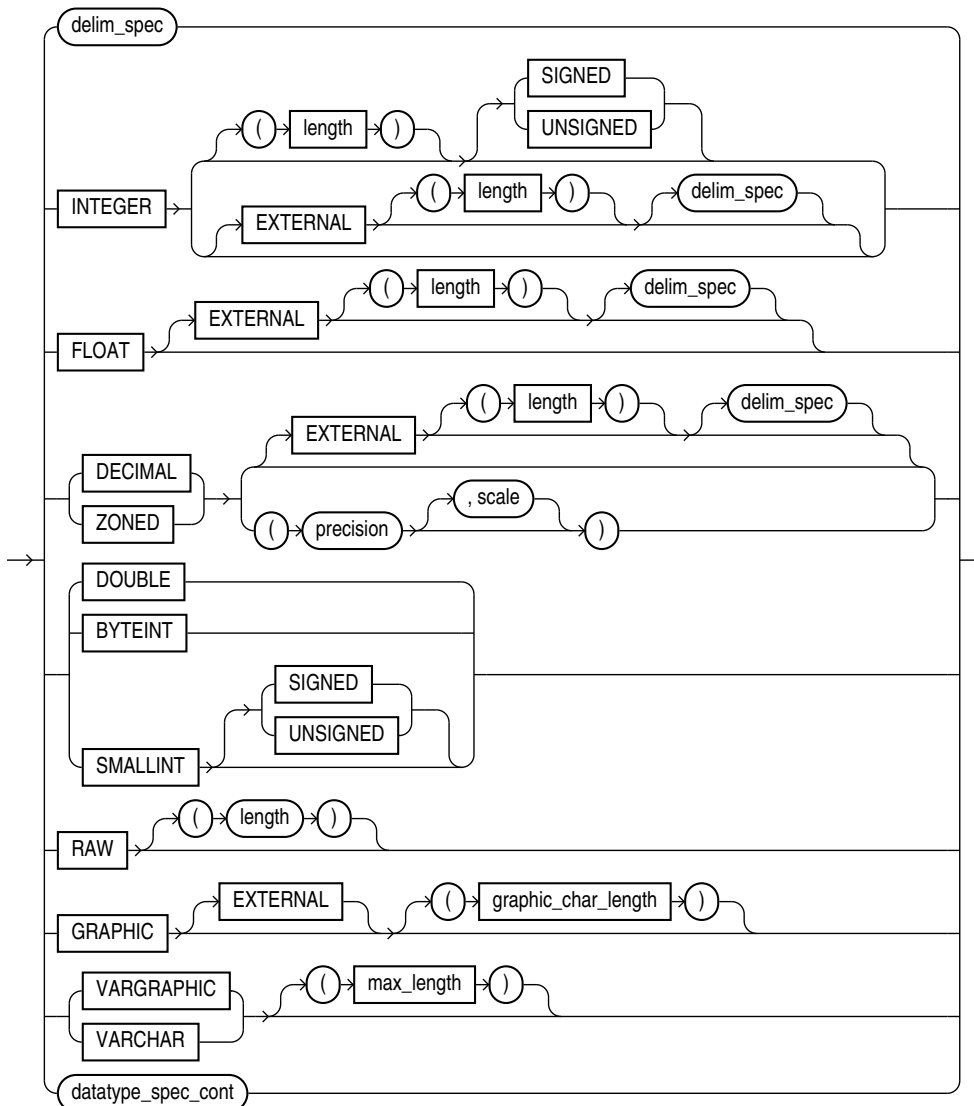 delim_spec
SIGNED
( length )
UNSIGNED
INTEGER
( length ) delim_spec
EXTERNAL
( length ) delim_spec
EXTERNAL
FLOAT
( length ) delim_spec
EXTERNAL
DECIMAL
, scale
ZONED
( precision )
DOUBLE
BYTEINT
SIGNED
UNSIGNED
SMALLINT
( length )
RAW
EXTERNAL ( graphic_char_length )
GRAPHIC
VARGRAPHIC ( max_length )
VARCHAR
datatype_spec_cont